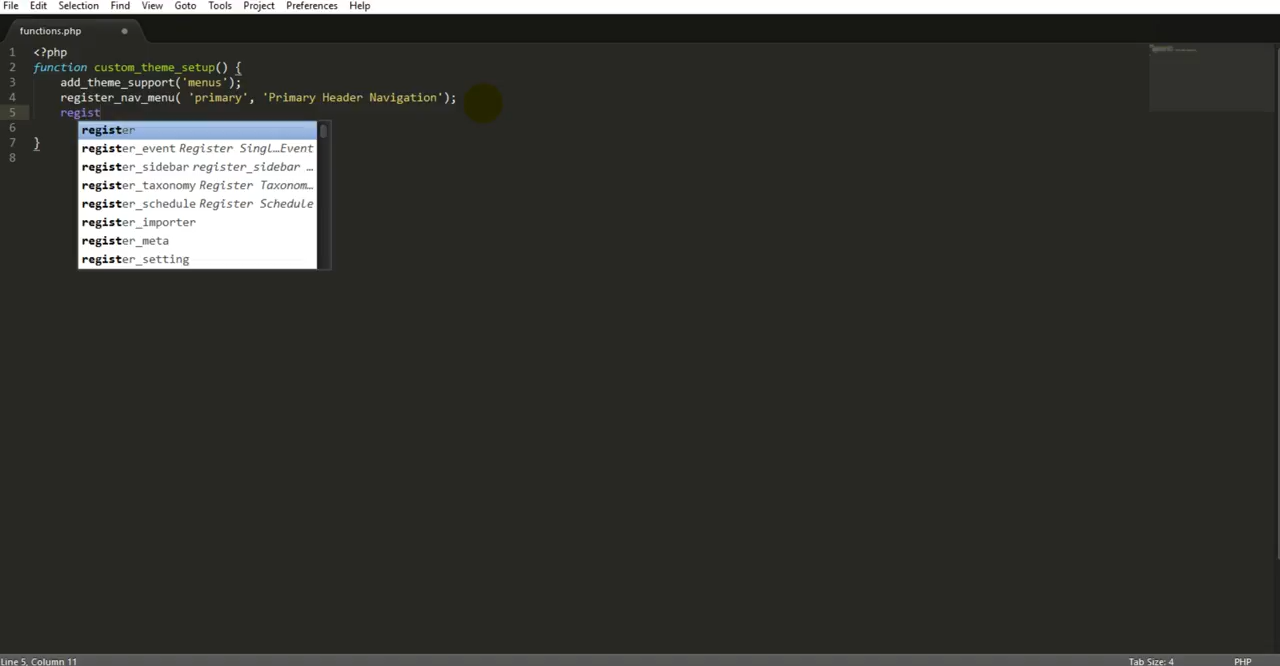 File Edit Selection Find View Goto Tools Project Preferences Help
functions.php
1 <?php
2 function custom_theme_setup() {
3 add_theme_support('menus');
4 register_nav_menu( 'primary', 'Primary Header Navigation');
5 regist
register
6
register_event Register Singl…Event
7 }
register_sidebar register_sidebar …
8
register_taxonomy Register Taxonom…
register_schedule Register Schedule
register_importer
register_meta
register_setting
Line 5, Column 11 Tab Size: 4 PHP